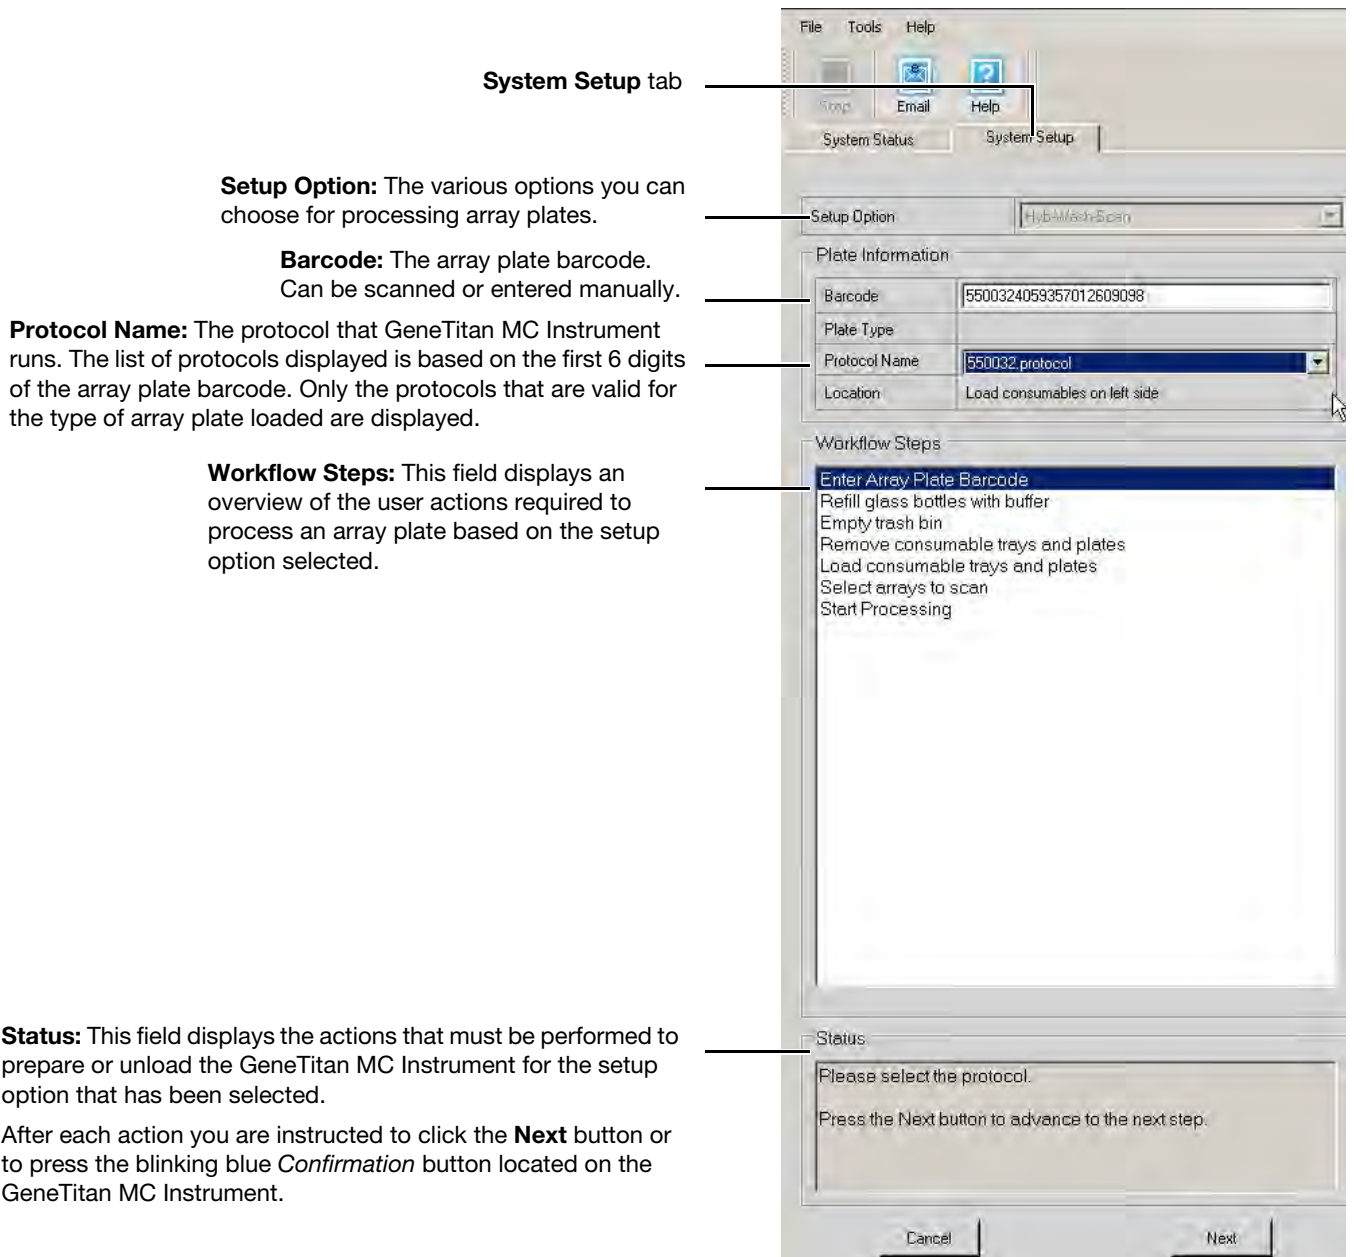 File Tools Help
System Setup tab
Stop Email Help
System Status System Setup
Setup Option: The various options you can
choose for processing array plates.
Setup Option Hyb-Wash-Scan
Barcode: The array plate barcode.
Can be scanned or entered manually.
Plate Information
Barcode 5500324059357012609098
Plate Type
Protocol Name: The protocol that GeneTitan MC Instrument
runs. The list of protocols displayed is based on the first 6 digits
of the array plate barcode. Only the protocols that are valid for
the type of array plate loaded are displayed.
Protocol Name 550032.protocol
Location Load consumables on left side
Workflow Steps: This field displays an
overview of the user actions required to
process an array plate based on the setup
option selected.
Workflow Steps
Enter Array Plate Barcode
Refill glass bottles with buffer
Empty trash bin
Remove consumable trays and plates
Load consumable trays and plates
Select arrays to scan
Start Processing
Status: This field displays the actions that must be performed to
prepare or unload the GeneTitan MC Instrument for the setup
option that has been selected.
After each action you are instructed to click the Next button or
to press the blinking blue Confirmation button located on the
GeneTitan MC Instrument.
Status
Please select the protocol.
Press the Next button to advance to the next step.
Cancel Next